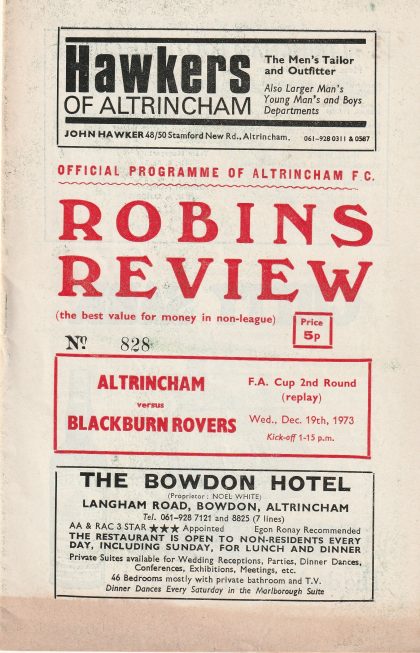 Hawkers
OF ALTRINCHAM
The Men's Tailor
and Outfitter
Also Larger Man's
Young Man's and Boys
Departments
JOHN HAWKER 48/50 Stamford New Rd., Altrincham. 061-928 0311 & 0587
OFFICIAL PROGRAMME OF ALTRINCHAM F.C.
ROBINS
REVIEW
(the best value for money in non-league)
Price
5p
Nº 828
ALTRINCHAM
versus
BLACKBURN ROVERS
F.A. Cup 2nd Round
(replay)
Wed., Dec. 19th, 1973
Kick-off 1-15 p.m.
THE BOWDON HOTEL
(Proprietor : NOEL WHITE)
LANGHAM ROAD, BOWDON, ALTRINCHAM
Tel. 061-928 7121 and 8825 (7 lines)
AA & RAC 3 STAR ★★★ Appointed Egon Ronay Recommended
THE RESTAURANT IS OPEN TO NON-RESIDENTS EVERY
DAY, INCLUDING SUNDAY, FOR LUNCH AND DINNER
Private Suites available for Wedding Receptions, Parties, Dinner Dances,
Conferences, Exhibitions, Meetings, etc.
46 Bedrooms mostly with private bathroom and T.V.
Dinner Dances Every Saturday in the Marlborough Suite